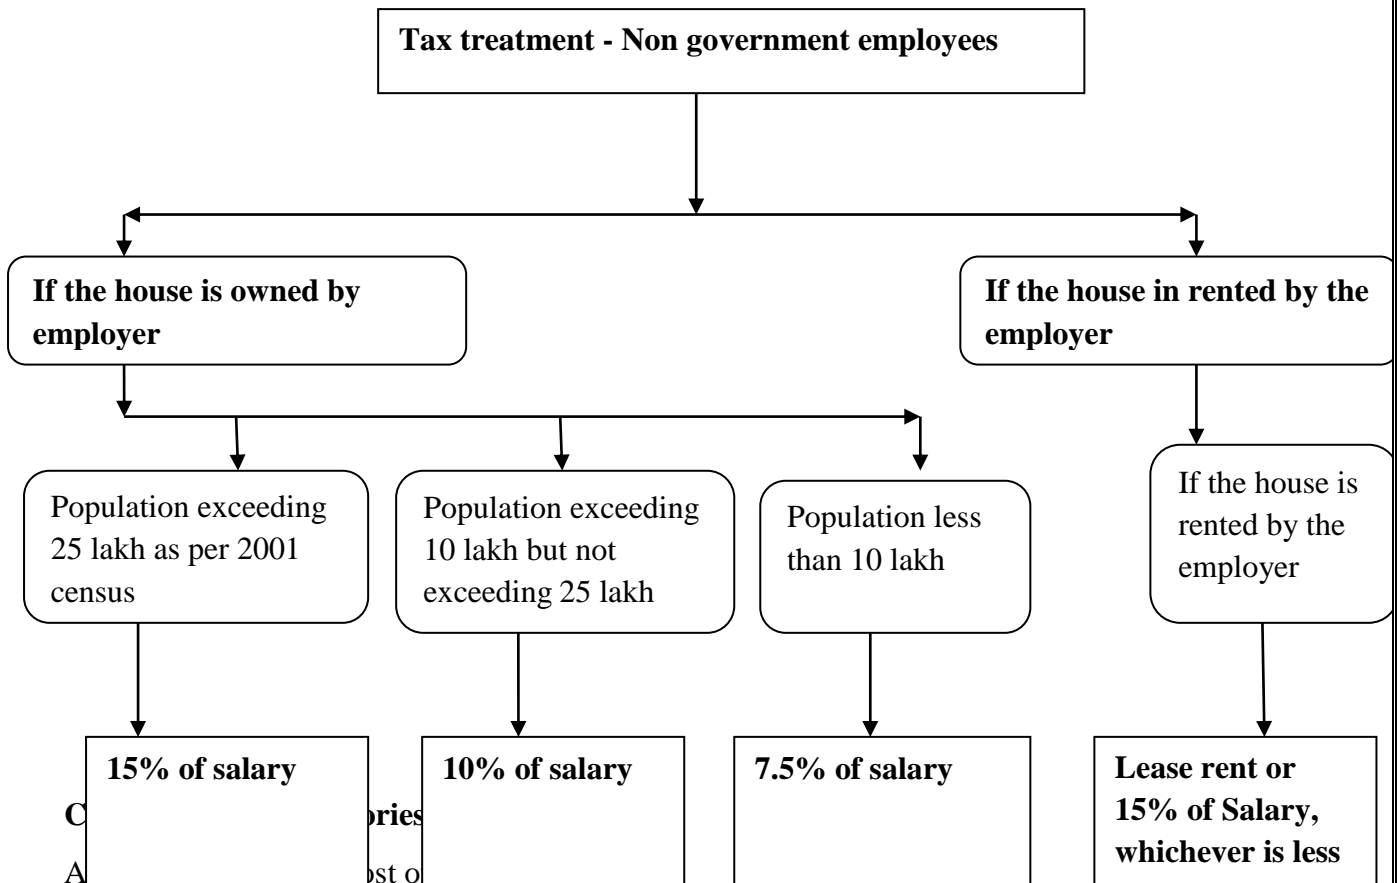 Tax treatment - Non government employees
If the house is owned by
employer
If the house in rented by the
employer
Population exceeding
25 lakh as per 2001
census
Population exceeding
10 lakh but not
exceeding 25 lakh
Population less
than 10 lakh
If the house is
rented by the
employer
15% of salary
10% of salary
7.5% of salary
Lease rent or
15% of Salary,
whichever is less